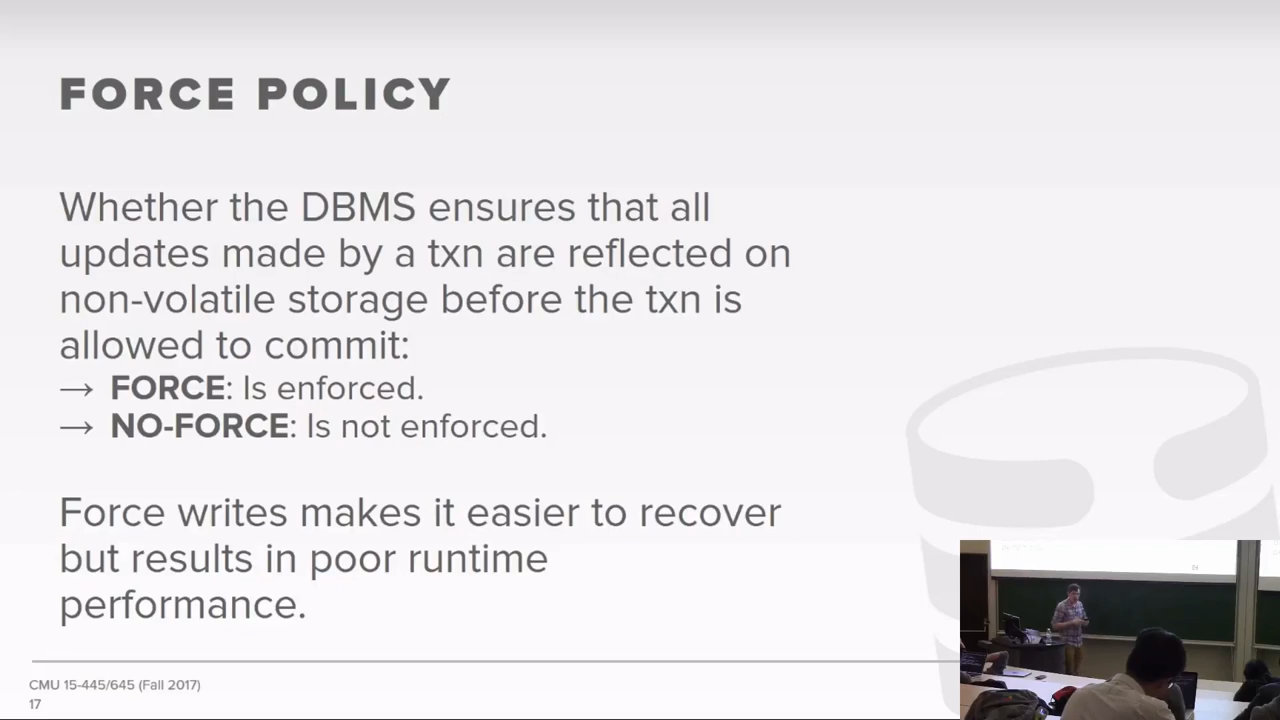 FORCE POLICY
Whether the DBMS ensures that all
updates made by a txn are reflected on
non-volatile storage before the txn is
allowed to commit:
→ FORCE: Is enforced.
→ NO-FORCE: Is not enforced.
Force writes makes it easier to recover
but results in poor runtime
performance.
CMU 15-445/645 (Fall 2017)
17